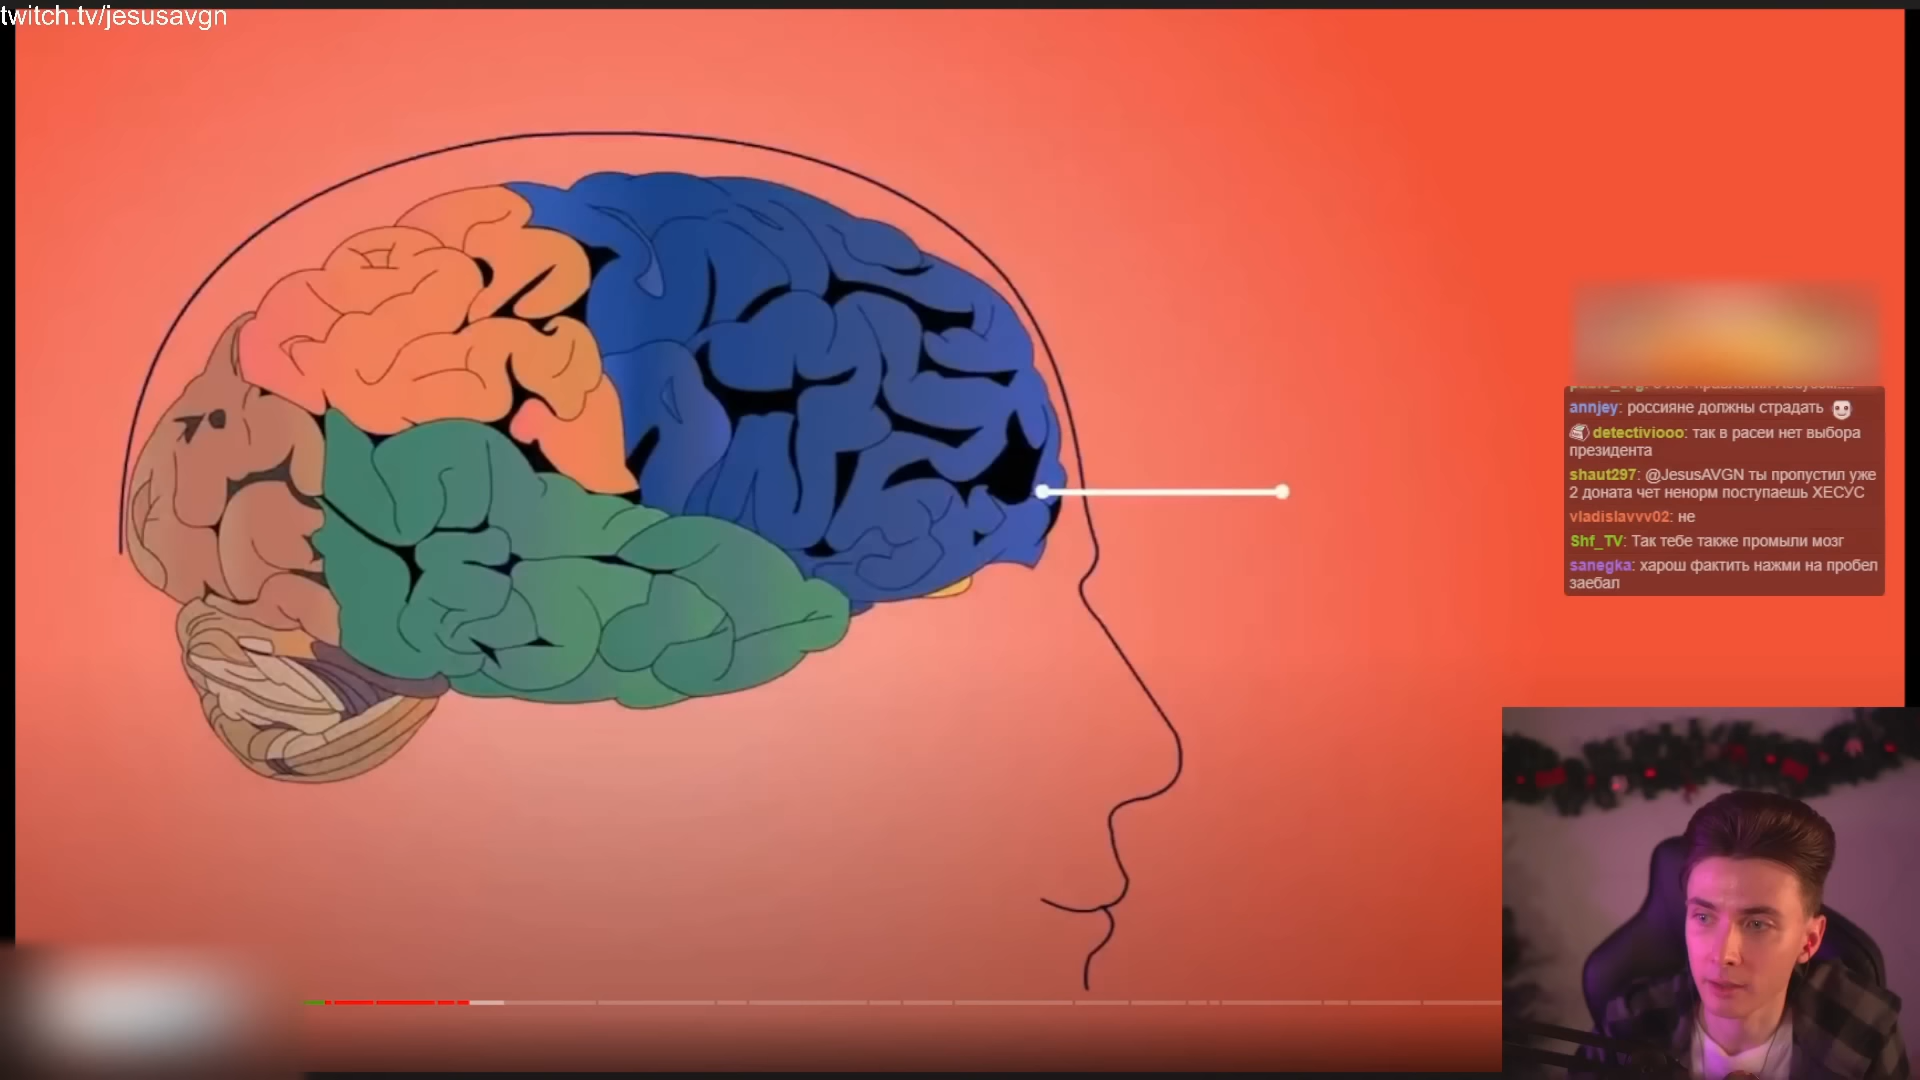 twitch.tv/jesusavgn
annjey: россияне должны страдать
detectiviooo: так в расеи нет выбора
президента
shaut297: @JesusAVGN ты пропустил уже
2 доната чет ненорм поступаешь ХЕСУС
vladislavvv02: не
Shf_TV: Так тебе также промыли мозг
sanegka: харош фактить нажми на пробел
заебал